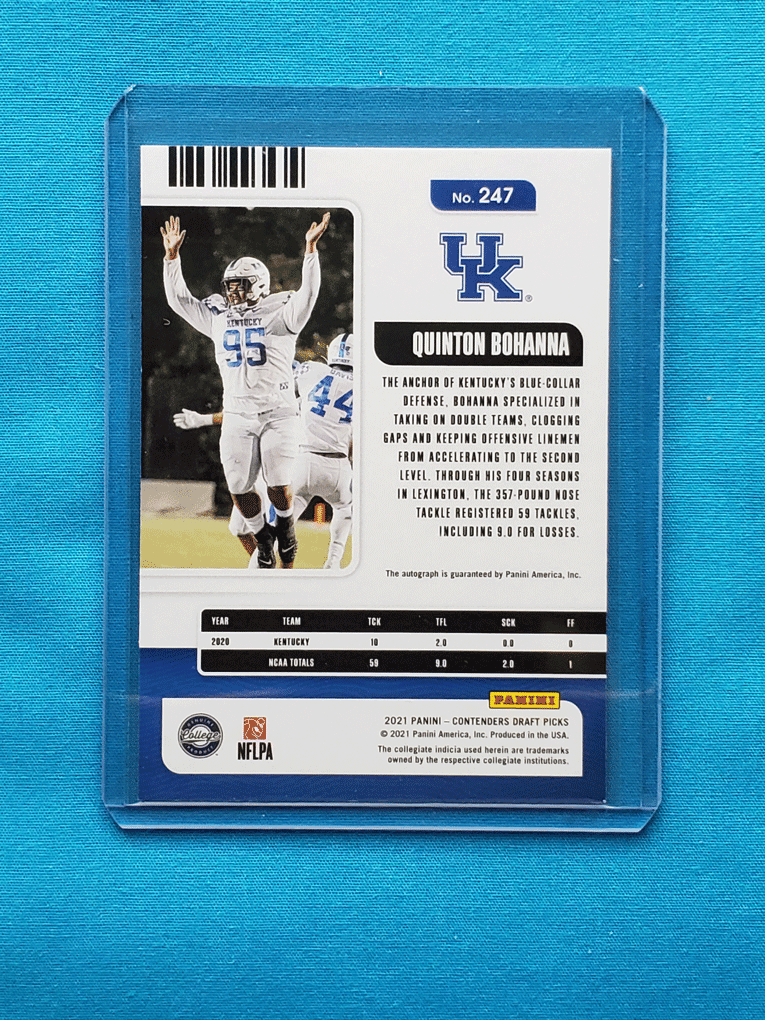 No. 247
UK
®
QUINTON BOHANNA
THE ANCHOR OF KENTUCKY'S BLUE-COLLAR
DEFENSE, BOHANNA SPECIALIZED IN
TAKING ON DOUBLE TEAMS, CLOGGING
GAPS AND KEEPING OFFENSIVE LINEMEN
FROM ACCELERATING TO THE SECOND
LEVEL. THROUGH HIS FOUR SEASONS
IN LEXINGTON, THE 357-POUND NOSE
TACKLE REGISTERED 59 TACKLES,
INCLUDING 9.0 FOR LOSSES.
The autograph is guaranteed by Panini America, Inc.
KENTUCKY
95
DAVIS
44
YEAR TEAM TCK TFL SCK FF
2020 KENTUCKY 10 2.0 0.0 0
NCAA TOTALS 59 9.0 2.0 1
PANINI
2021 PANINI – CONTENDERS DRAFT PICKS
© 2021 Panini America, Inc. Produced in the USA.
The collegiate indicia used herein are trademarks
owned by the respective collegiate institutions.
GENUINE
College
PRODUCT
NFLPA